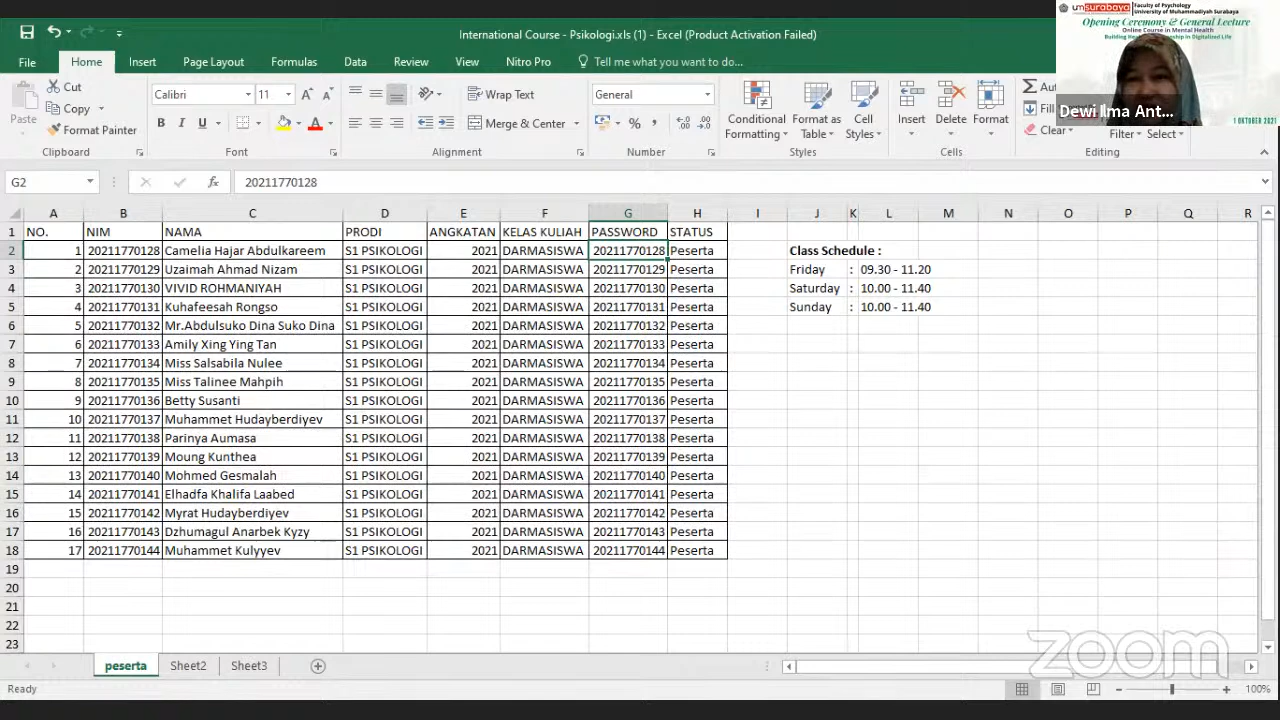 International Course - Psikologi.xls (1) - Excel (Product Activation Failed)
umsurabaya Faculty of Psychology
University of Muhammadiyah Surabaya
Opening Ceremony & General Lecture
Online Course in Mental Health
Dewi Ilma Ant...
1 OKTOBER 2021
File Home Insert Page Layout Formulas Data Review View Nitro Pro Tell me what you want to do...
Cut
Copy
Format Painter
Paste
Clipboard
Calibri 11
B I U
Font
Wrap Text
Merge & Center
Alignment
General
Number
Conditional Formatting
Format as Table
Cell Styles
Styles
Insert Delete Format
Cells
Fill
Clear
Filter Select
Editing
G2 fx 20211770128
A B C D E F G H I J K L M N O P Q R
1 NO. NIM NAMA PRODI ANGKATAN KELAS KULIAH PASSWORD STATUS
2 1 20211770128 Camelia Hajar Abdulkareem S1 PSIKOLOGI 2021 DARMASISWA 20211770128 Peserta Class Schedule :
3 2 20211770129 Uzaimah Ahmad Nizam S1 PSIKOLOGI 2021 DARMASISWA 20211770129 Peserta Friday : 09.30 - 11.20
4 3 20211770130 VIVID ROHMANIYAH S1 PSIKOLOGI 2021 DARMASISWA 20211770130 Peserta Saturday : 10.00 - 11.40
5 4 20211770131 Kuhafeesah Rongso S1 PSIKOLOGI 2021 DARMASISWA 20211770131 Peserta Sunday : 10.00 - 11.40
6 5 20211770132 Mr.Abdulsuko Dina Suko Dina S1 PSIKOLOGI 2021 DARMASISWA 20211770132 Peserta
7 6 20211770133 Amily Xing Ying Tan S1 PSIKOLOGI 2021 DARMASISWA 20211770133 Peserta
8 7 20211770134 Miss Salsabila Nulee S1 PSIKOLOGI 2021 DARMASISWA 20211770134 Peserta
9 8 20211770135 Miss Talinee Mahpih S1 PSIKOLOGI 2021 DARMASISWA 20211770135 Peserta
10 9 20211770136 Betty Susanti S1 PSIKOLOGI 2021 DARMASISWA 20211770136 Peserta
11 10 20211770137 Muhammet Hudayberdiyev S1 PSIKOLOGI 2021 DARMASISWA 20211770137 Peserta
12 11 20211770138 Parinya Aumasa S1 PSIKOLOGI 2021 DARMASISWA 20211770138 Peserta
13 12 20211770139 Moung Kunthea S1 PSIKOLOGI 2021 DARMASISWA 20211770139 Peserta
14 13 20211770140 Mohmed Gesmalah S1 PSIKOLOGI 2021 DARMASISWA 20211770140 Peserta
15 14 20211770141 Elhadfa Khalifa Laabed S1 PSIKOLOGI 2021 DARMASISWA 20211770141 Peserta
16 15 20211770142 Myrat Hudayberdiyev S1 PSIKOLOGI 2021 DARMASISWA 20211770142 Peserta
17 16 20211770143 Dzhumagul Anarbek Kyzy S1 PSIKOLOGI 2021 DARMASISWA 20211770143 Peserta
18 17 20211770144 Muhammet Kulyyev S1 PSIKOLOGI 2021 DARMASISWA 20211770144 Peserta
19
20
21
22
23
zoom
peserta Sheet2 Sheet3
Ready 100%